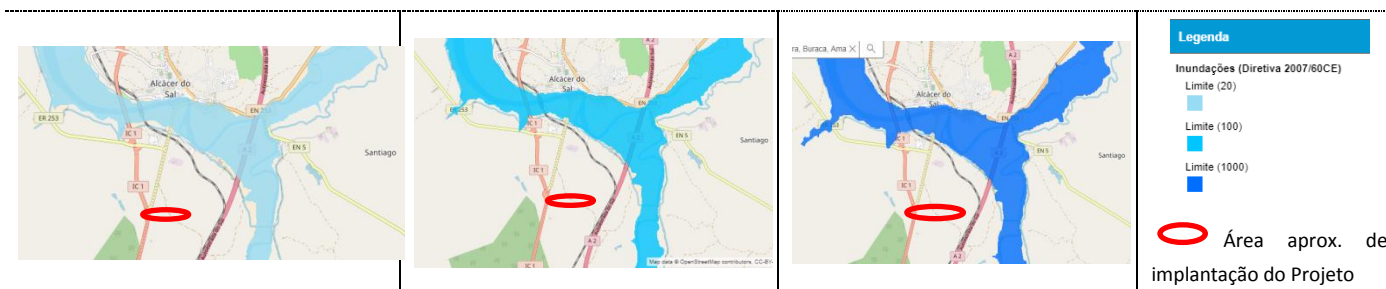 Alcácer do
Sal
EN 253
ER 253
IC 1
EN 5
Santiago
IC 1
A 2
Alcácer do
Sal
IC 1
EN 5
Santiago
IC 1
A 2
Map data © OpenStreetMap contributors, CC-BY-
ra, Buraca, Ama
A 2
Alcácer do
Sal
IC 1
EN 5
Santiago
IC 1
A 2
Legenda
Inundações (Diretiva 2007/60CE)
Limite (20)
Limite (100)
Limite (1000)
Área aprox. de
implantação do Projeto